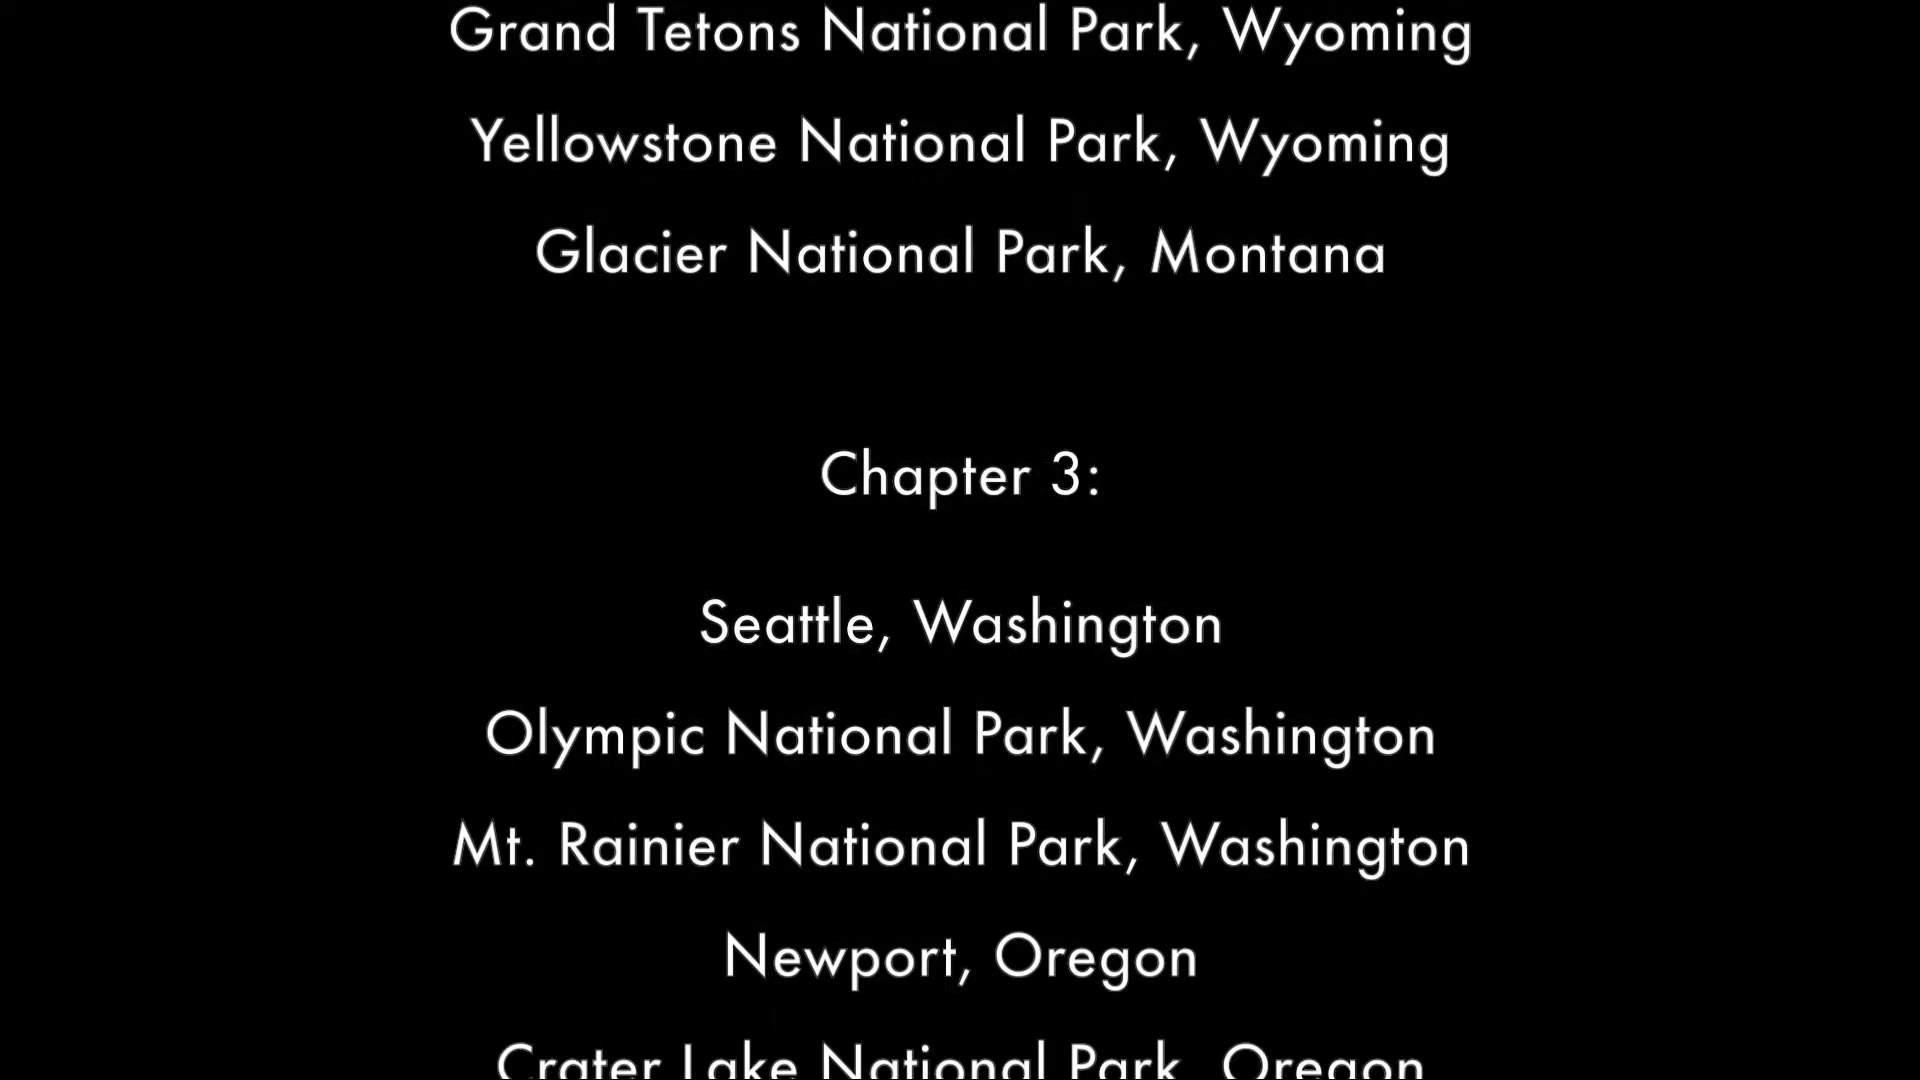 Grand Tetons National Park, Wyoming
Yellowstone National Park, Wyoming
Glacier National Park, Montana
Chapter 3:
Seattle, Washington
Olympic National Park, Washington
Mt. Rainier National Park, Washington
Newport, Oregon
Crater Lake National Park, Oregon